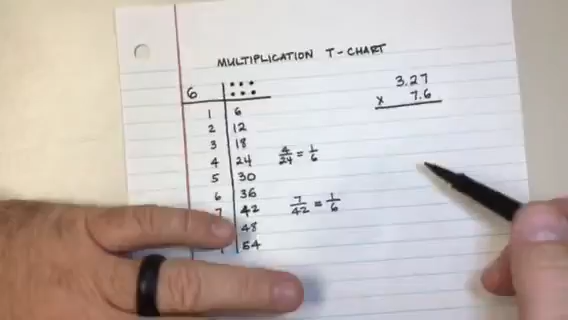 MULTIPLICATION T-CHART
6
1 6
2 12
3 18
4 24
5 30
6 36
7 42
48
54
4/24 = 1/6
7/42 = 1/6
3.27
x 7.6